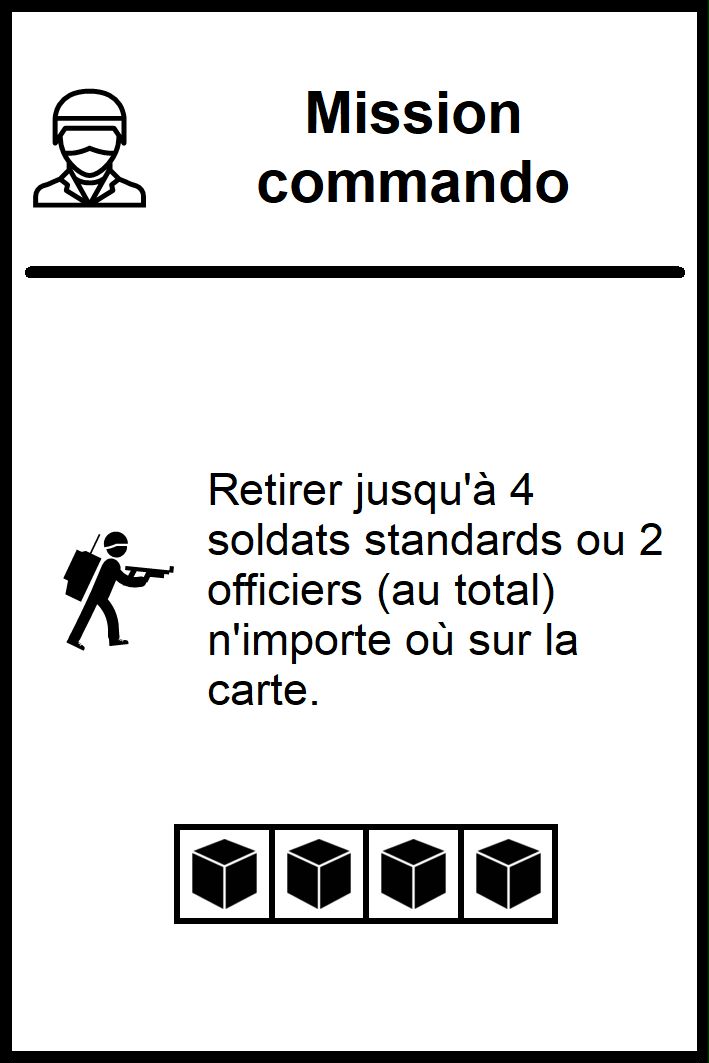 Mission
commando
Retirer jusqu'à 4
soldats standards ou 2
officiers (au total)
n'importe où sur la
carte.